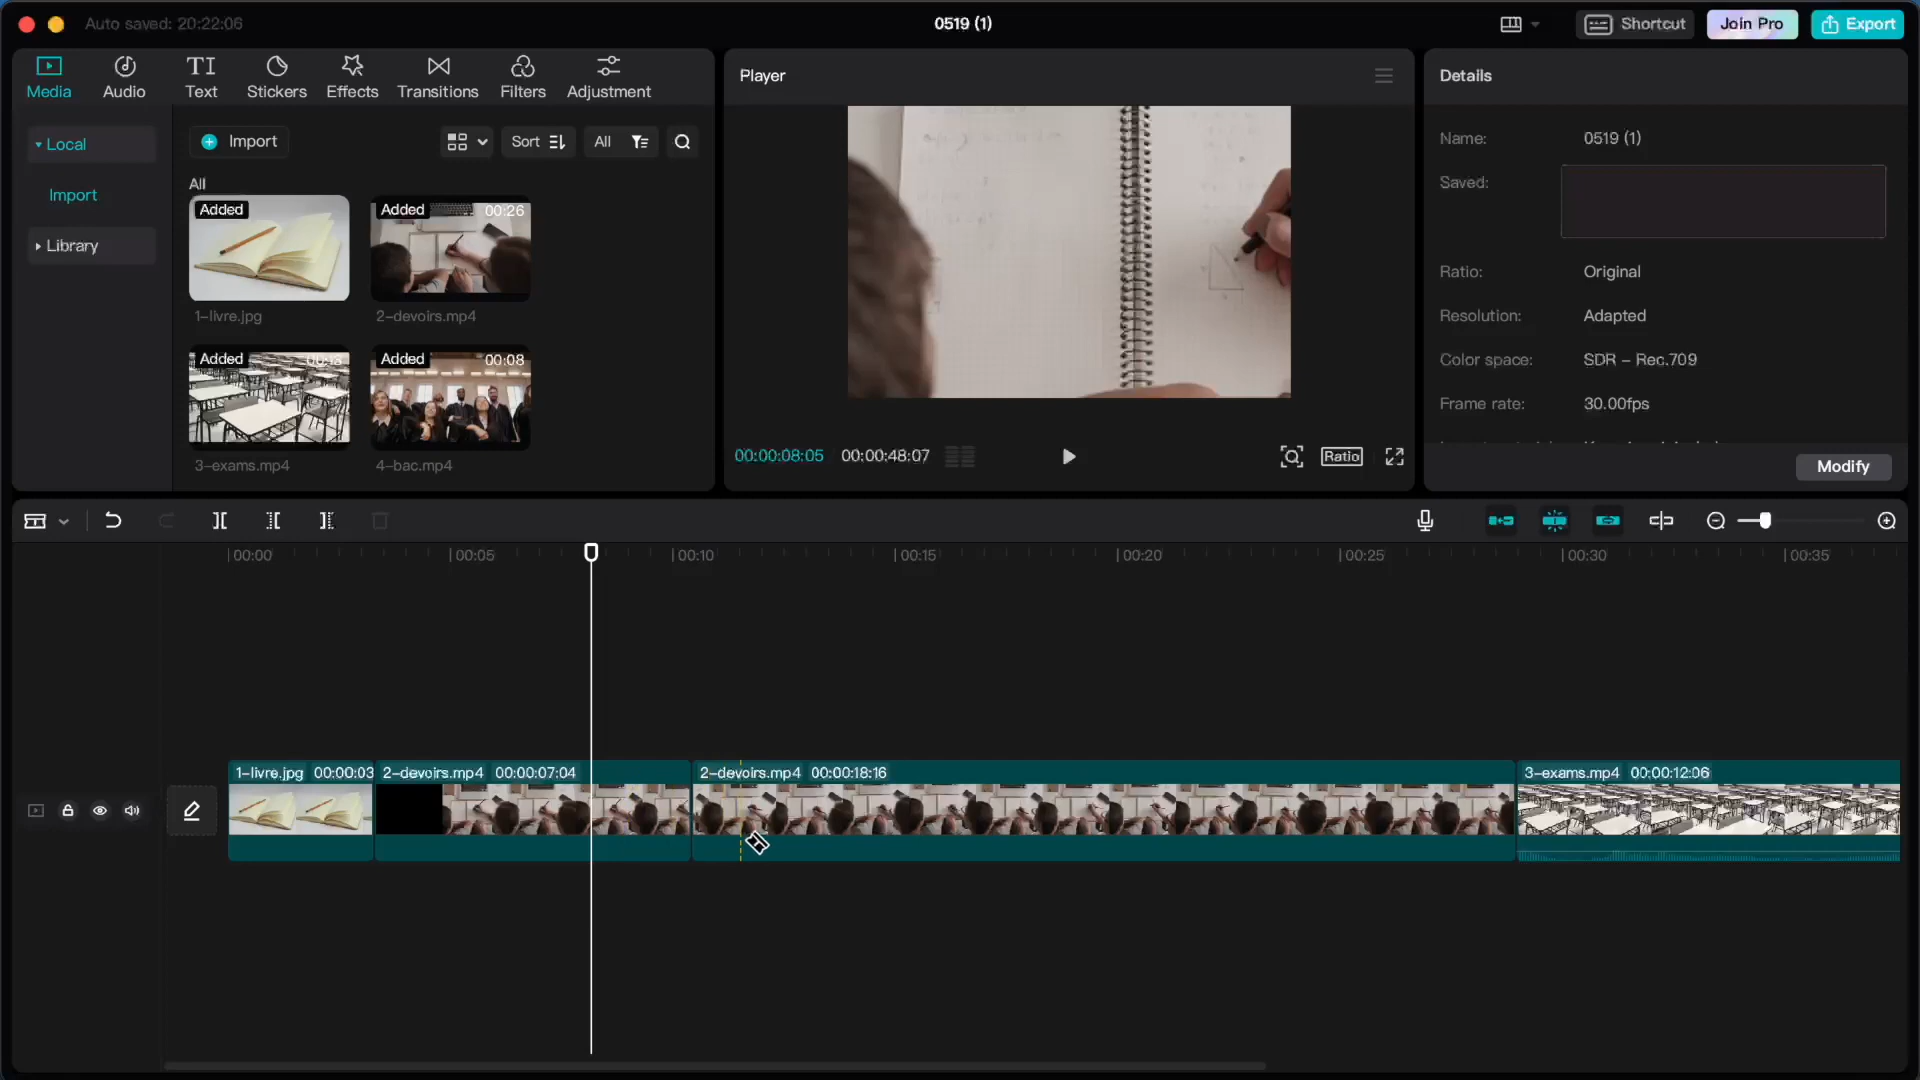 Auto saved: 20:22:06
0519 (1)
Shortcut
Join Pro
Export
Media
Audio
TI
Text
Stickers
Effects
Transitions
Filters
Adjustment
Local
Import
Library
Import
Sort
All
All
Added
1-livre.jpg
Added 00:26
2-devoirs.mp4
Added
3-exams.mp4
Added 00:08
4-bac.mp4
Player
00:00:08:05 00:00:48:07
Ratio
Details
Name: 0519 (1)
Saved:
Ratio: Original
Resolution: Adapted
Color space: SDR – Rec.709
Frame rate: 30.00fps
Modify
00:00 00:05 00:10 00:15 00:20 00:25 00:30 00:35
1-livre.jpg 00:00:03
2-devoirs.mp4 00:00:07:04
2-devoirs.mp4 00:00:18:16
3-exams.mp4 00:00:12:06